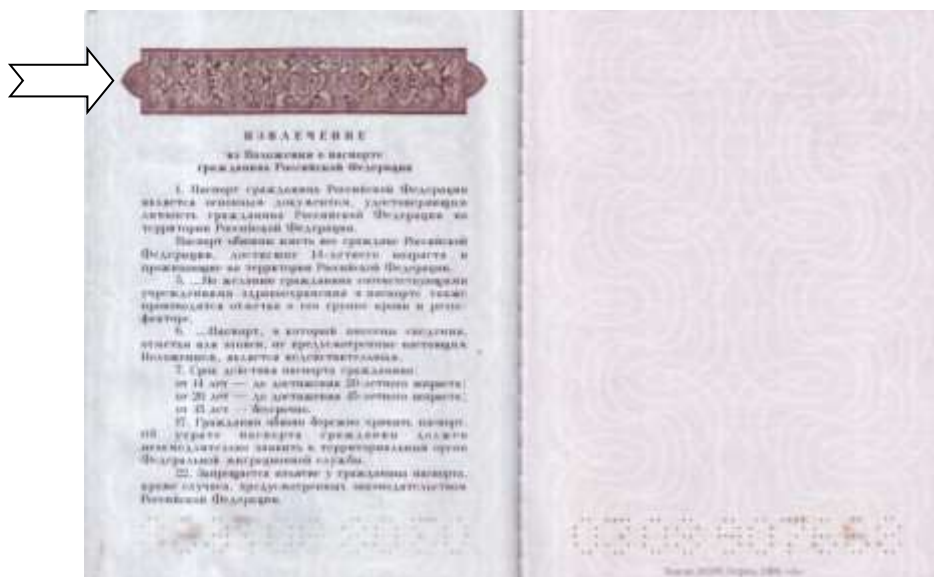 ИЗВЛЕЧЕНИЕ
из Положения о паспорте
гражданина Российской Федерации
1. Паспорт гражданина Российской Федерации
является основным документом, удостоверяющим
личность гражданина Российской Федерации на
территории Российской Федерации.
Паспорт обязаны иметь все граждане Российской
Федерации, достигшие 14-летнего возраста и
проживающие на территории Российской Федерации.
5. ...По желанию гражданина соответствующими
учреждениями здравоохранения в паспорте также
производится отметка о его группе крови и резус-
факторе.
6. ...Паспорт, в который внесены сведения,
отметки или записи, не предусмотренные настоящим
Положением, является недействительным.
7. Срок действия паспорта гражданина:
от 14 лет — до достижения 20-летнего возраста;
от 20 лет — до достижения 45-летнего возраста;
от 45 лет — бессрочно.
17. Гражданин обязан бережно хранить паспорт.
Об утрате паспорта гражданин должен
незамедлительно заявить в территориальный орган
Федеральной миграционной службы.
22. Запрещается изъятие у гражданина паспорта,
кроме случаев, предусмотренных законодательством
Российской Федерации.